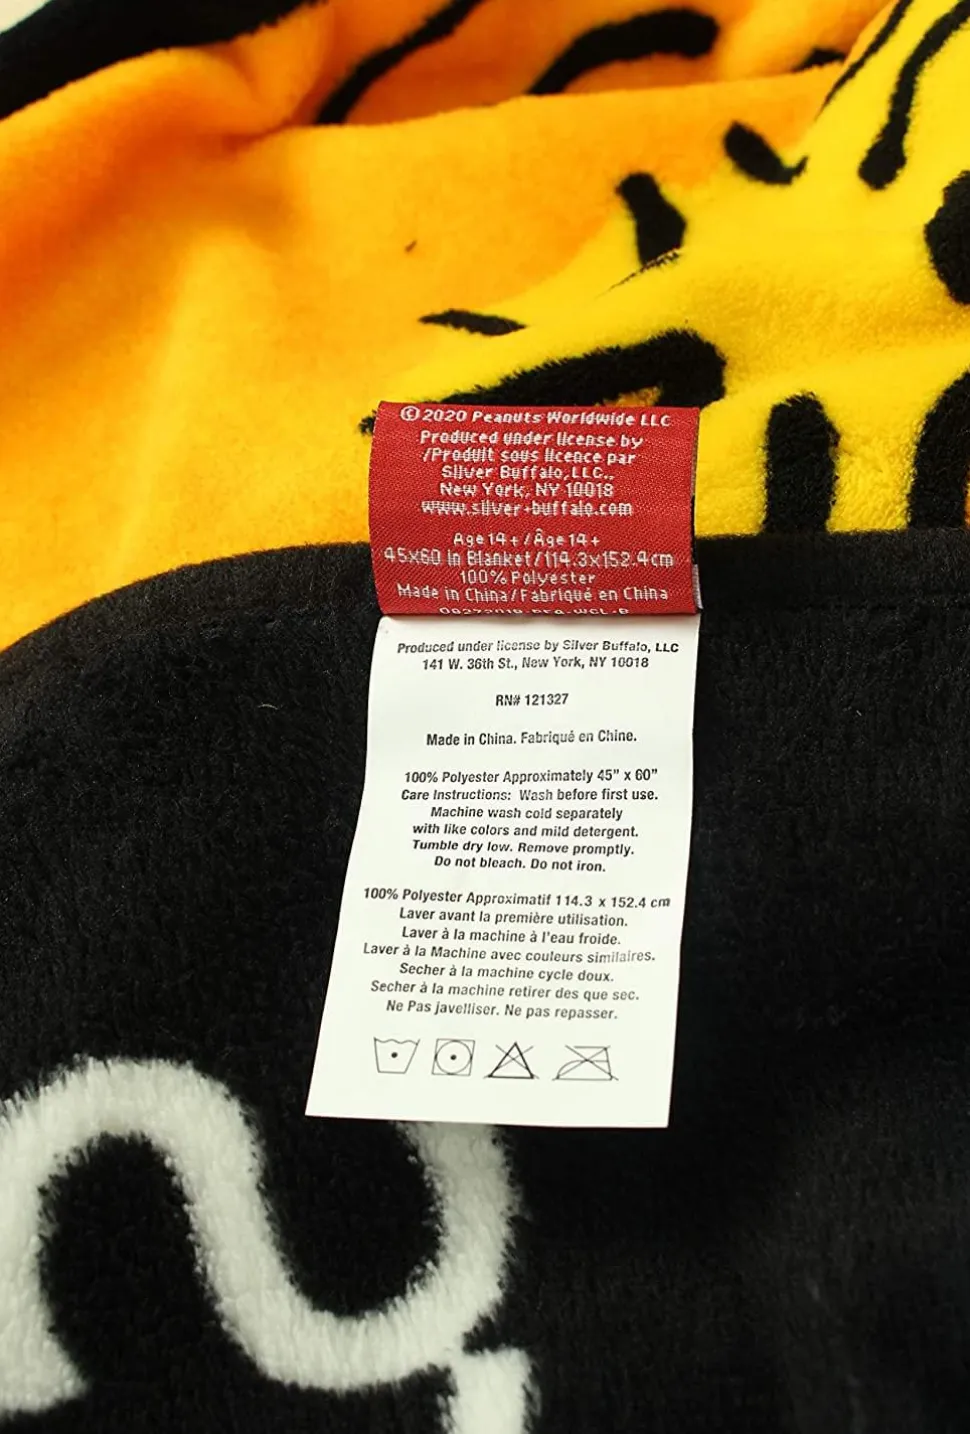 ©2020 Peanuts Worldwide LLC
Produced under license by
/Produit sous licence par
Silver Buffalo, LLC.,
New York, NY 10018
www.silver-buffalo.com
Age 14+ / Âge 14+
45x60 in Blanket/114.3x152.4cm
100% Polyester
Made in China/Fabriqué en China
Produced under license by Silver Buffalo, LLC
141 W. 36th St., New York, NY 10018
RN# 121327
Made in China. Fabriqué en Chine.
100% Polyester Approximately 45" x 60"
Care Instructions: Wash before first use.
Machine wash cold separately
with like colors and mild detergent.
Tumble dry low. Remove promptly.
Do not bleach. Do not iron.
100% Polyester Approximatif 114.3 x 152.4 cm
Laver avant la première utilisation.
Laver à la machine à l'eau froide.
Laver à la Machine avec couleurs similaires.
Secher à la machine cycle doux.
Secher à la machine retirer des que sec.
Ne Pas javelliser. Ne pas repasser.